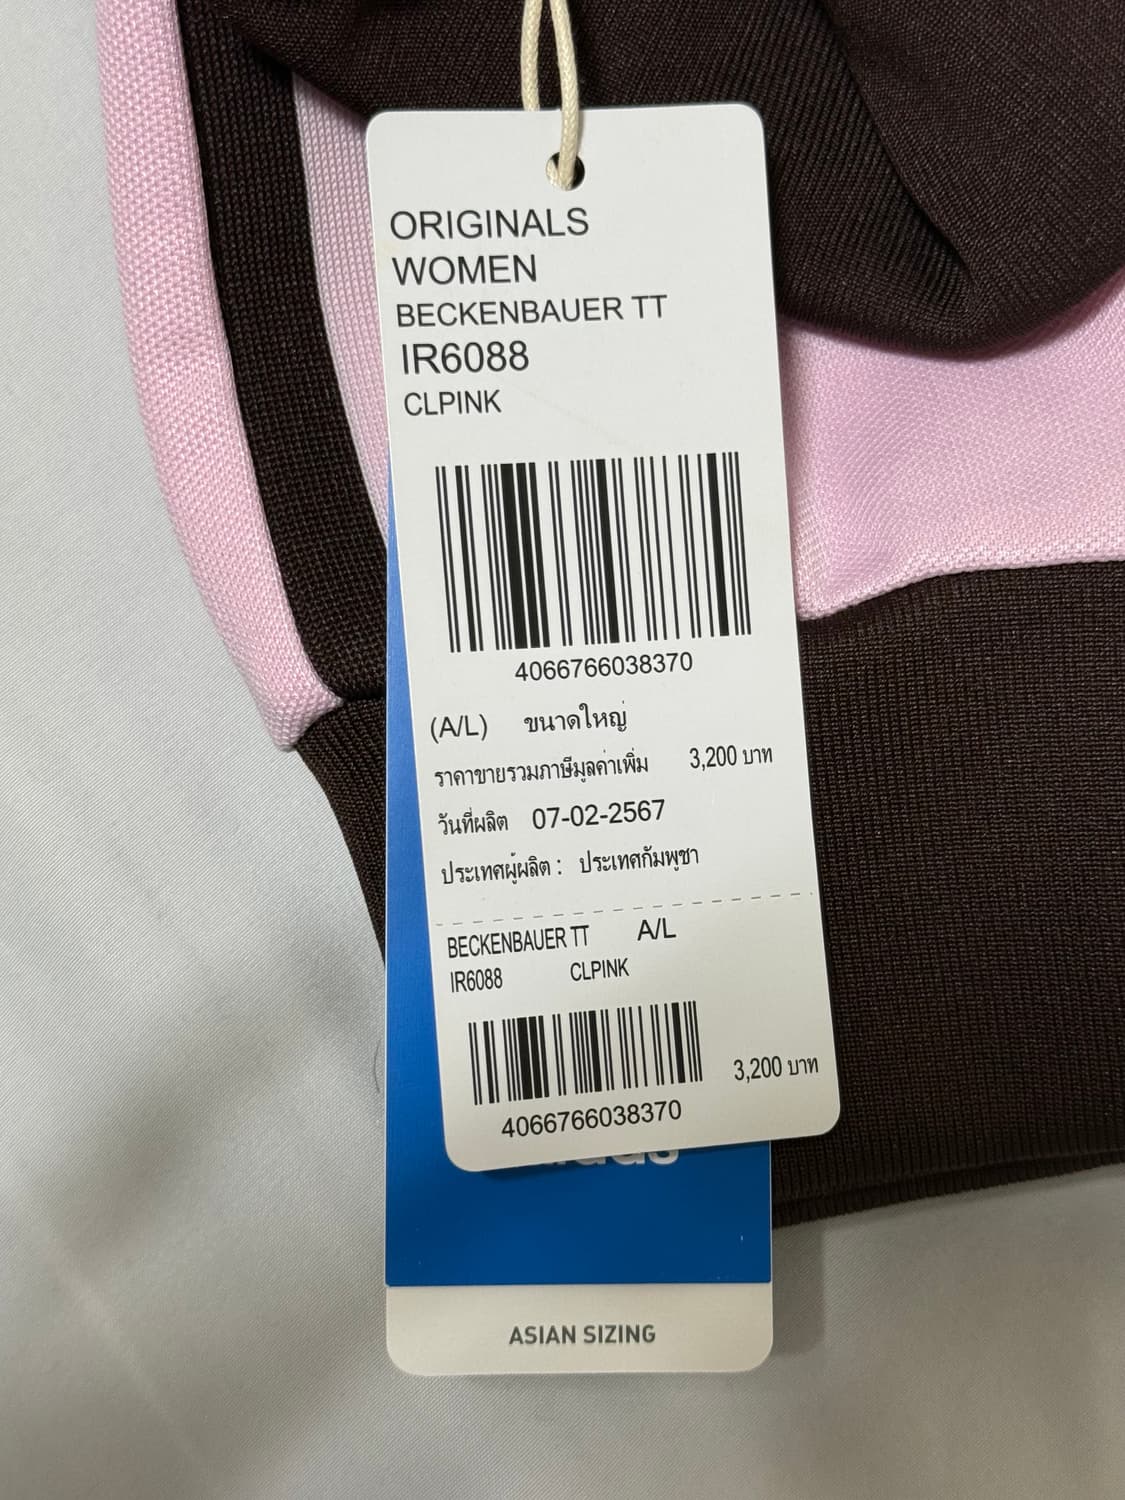 ORIGINALS
WOMEN
BECKENBAUER TT
IR6088
CLPINK
4066766038370
(A/L) ขนาดใหญ่
ราคาขายรวมภาษีมูลค่าเพิ่ม 3,200 บาท
วันที่ผลิต 07-02-2567
ประเทศผู้ผลิต : ประเทศกัมพูชา
BECKENBAUER TT A/L
IR6088 CLPINK
3,200 บาท
4066766038370
ASIAN SIZING